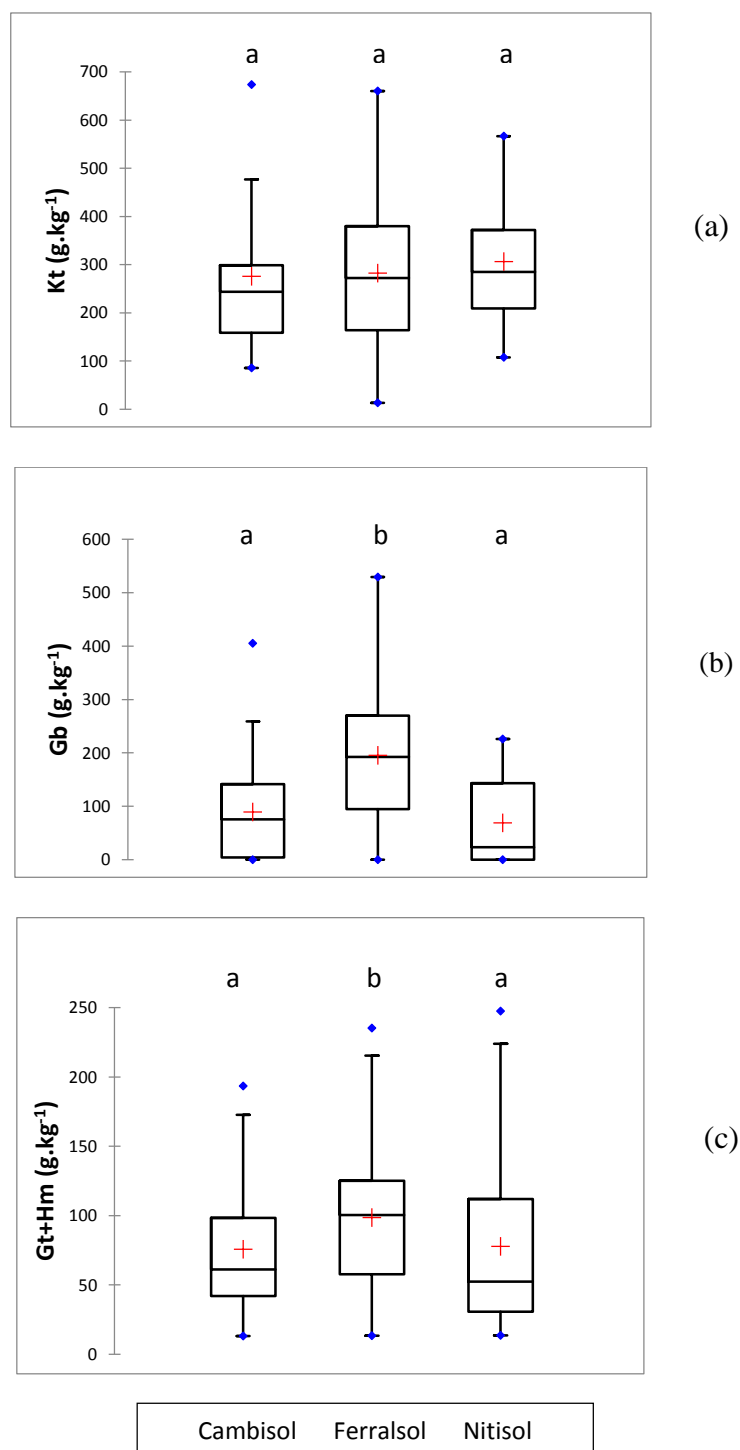 a a a
700
600
500
400
300
200
100
0
Kt (g.kg⁻¹)
(a)
a b a
600
500
400
300
200
100
0
Gb (g.kg⁻¹)
(b)
a b a
250
200
150
100
50
0
Gt+Hm (g.kg⁻¹)
(c)
Cambisol Ferralsol Nitisol